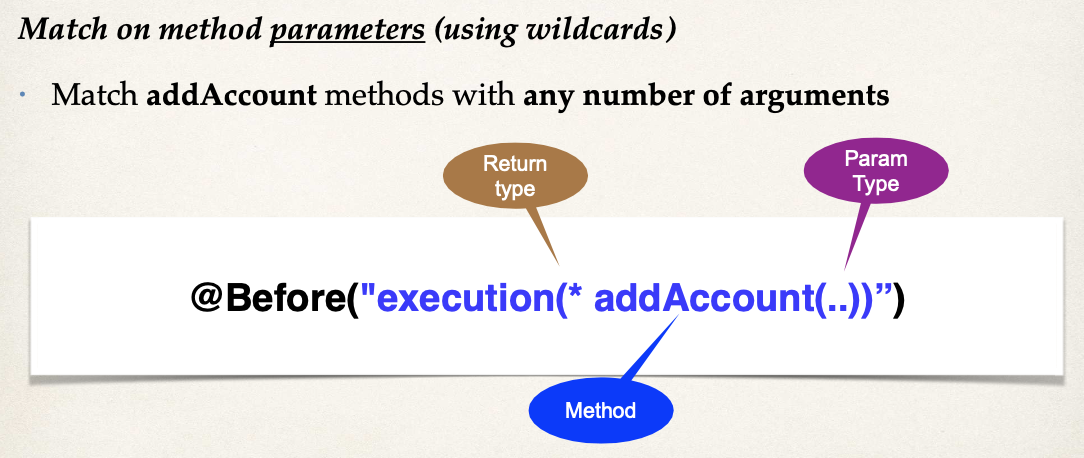 Match on method parameters (using wildcards)
• Match addAccount methods with any number of arguments
Return
type
Param
Type
@Before("execution(* addAccount(..))”)
Method